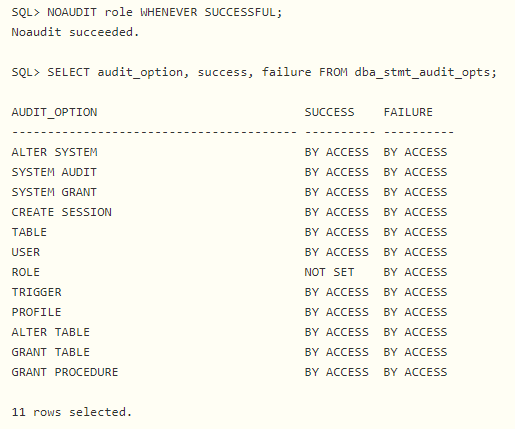 SQL> NOAUDIT role WHENEVER SUCCESSFUL;
Noaudit succeeded.
SQL> SELECT audit_option, success, failure FROM dba_stmt_audit_opts;
AUDIT_OPTION                             SUCCESS    FAILURE
---------------------------------------- ---------- ----------
ALTER SYSTEM                             BY ACCESS  BY ACCESS
SYSTEM AUDIT                             BY ACCESS  BY ACCESS
SYSTEM GRANT                             BY ACCESS  BY ACCESS
CREATE SESSION                           BY ACCESS  BY ACCESS
TABLE                                    BY ACCESS  BY ACCESS
USER                                     BY ACCESS  BY ACCESS
ROLE                                     NOT SET    BY ACCESS
TRIGGER                                  BY ACCESS  BY ACCESS
PROFILE                                  BY ACCESS  BY ACCESS
ALTER TABLE                              BY ACCESS  BY ACCESS
GRANT TABLE                              BY ACCESS  BY ACCESS
GRANT PROCEDURE                          BY ACCESS  BY ACCESS
11 rows selected.